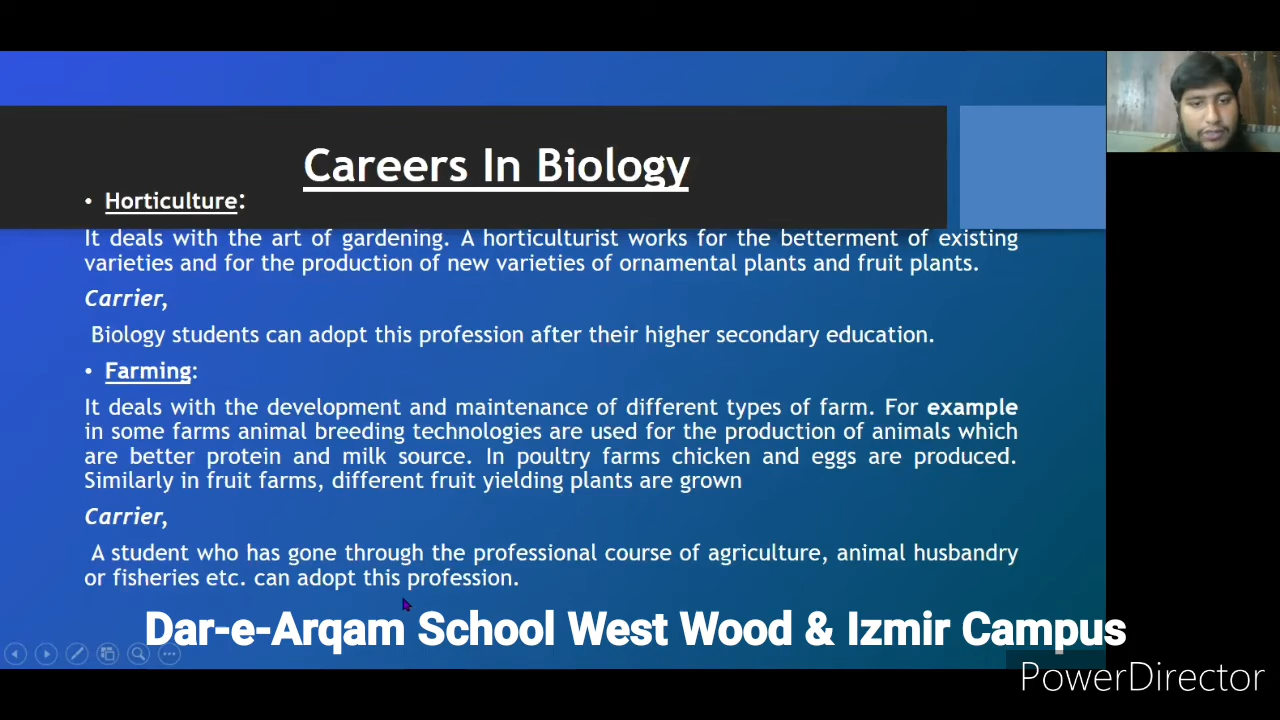 Careers In Biology
• Horticulture:
It deals with the art of gardening. A horticulturist works for the betterment of existing
varieties and for the production of new varieties of ornamental plants and fruit plants.
Carrier,
Biology students can adopt this profession after their higher secondary education.
• Farming:
It deals with the development and maintenance of different types of farm. For example
in some farms animal breeding technologies are used for the production of animals which
are better protein and milk source. In poultry farms chicken and eggs are produced.
Similarly in fruit farms, different fruit yielding plants are grown
Carrier,
A student who has gone through the professional course of agriculture, animal husbandry
or fisheries etc. can adopt this profession.
Dar-e-Arqam School West Wood & Izmir Campus
PowerDirector